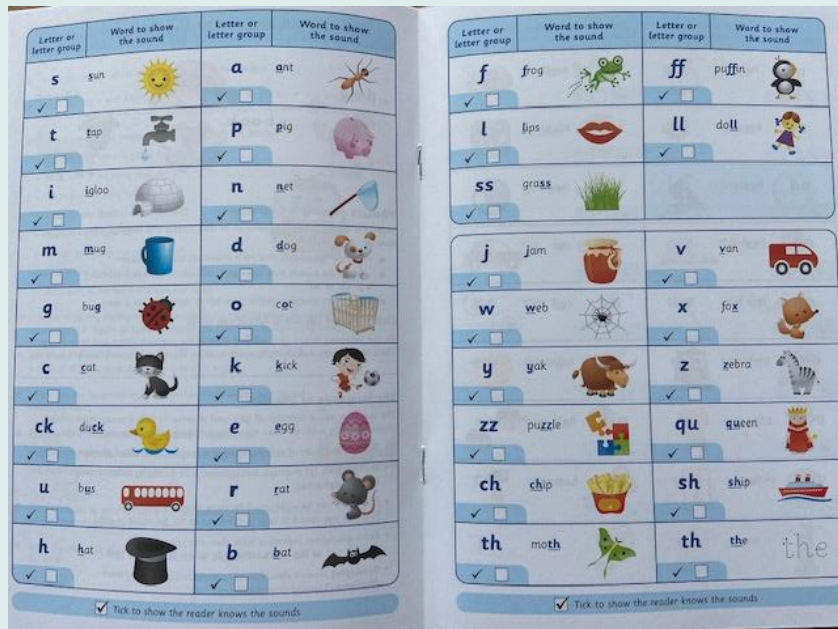 Letter or letter group Word to show the sound Letter or letter group Word to show the sound
s sun a ant
✓ ✓
t tap p pig
✓ ✓
i igloo n net
✓ ✓
m mug d dog
✓ ✓
g bug o cot
✓ ✓
c cat k kick
✓ ✓
ck duck e egg
✓ ✓
u bus r rat
✓ ✓
h hat b bat
✓ ✓
Tick to show the reader knows the sounds
Letter or letter group Word to show the sound Letter or letter group Word to show the sound
f frog ff puffin
✓ ✓
l lips ll doll
✓ ✓
ss grass
✓
j jam v van
✓ ✓
w web x fox
✓ ✓
y yak z zebra
✓ ✓
zz puzzle qu queen
✓ ✓
ch chip sh ship
✓ ✓
th moth th the the
✓ ✓
Tick to show the reader knows the sounds